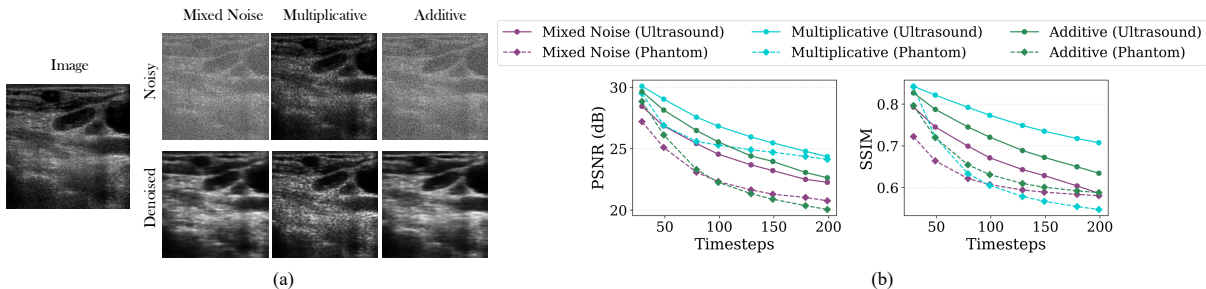 Mixed Noise Multiplicative Additive
Image
Noisy
Denoised
(a)
Mixed Noise (Ultrasound) Multiplicative (Ultrasound) Additive (Ultrasound)
Mixed Noise (Phantom) Multiplicative (Phantom) Additive (Phantom)
PSNR (dB)
30
25
20
50 100 150 200
Timesteps
SSIM
0.8
0.7
0.6
50 100 150 200
Timesteps
(b)